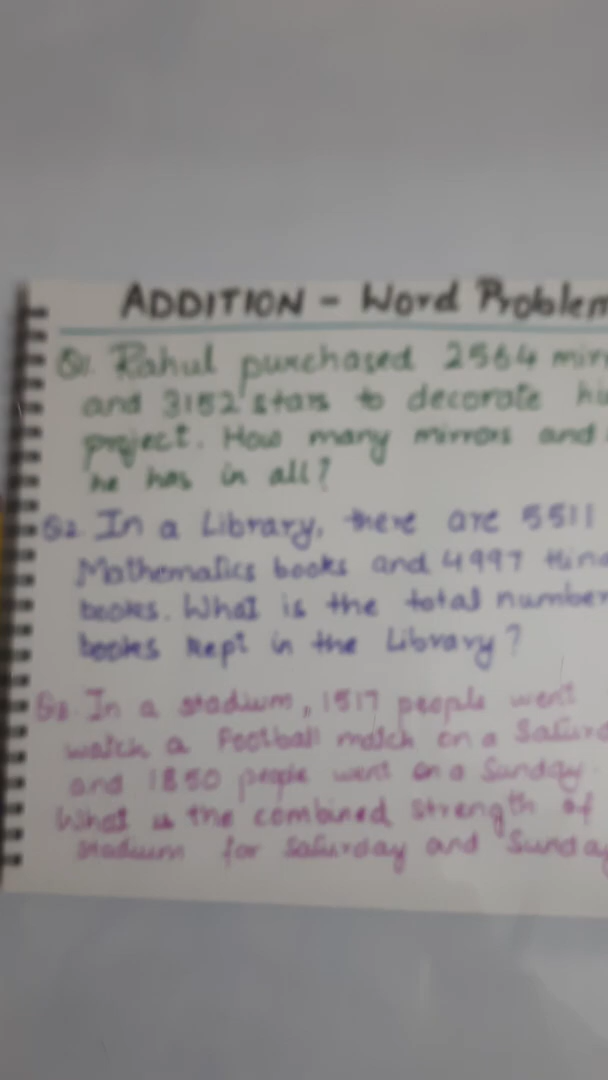 ADDITION - Word Problem
Q1. Rahul purchased 2564 mirr
and 3152 stars to decorate hi
project. How many mirrors and
he has in all?
Q2. In a Library, there are 5511
Mathematics books and 4997 Hind
books. What is the total number
books kept in the Library?
Q3. In a stadium, 1517 people went
watch a Football match on a Saturd
and 1850 people went on a Sunday.
What is the combined strength of
stadium for Saturday and Sunday